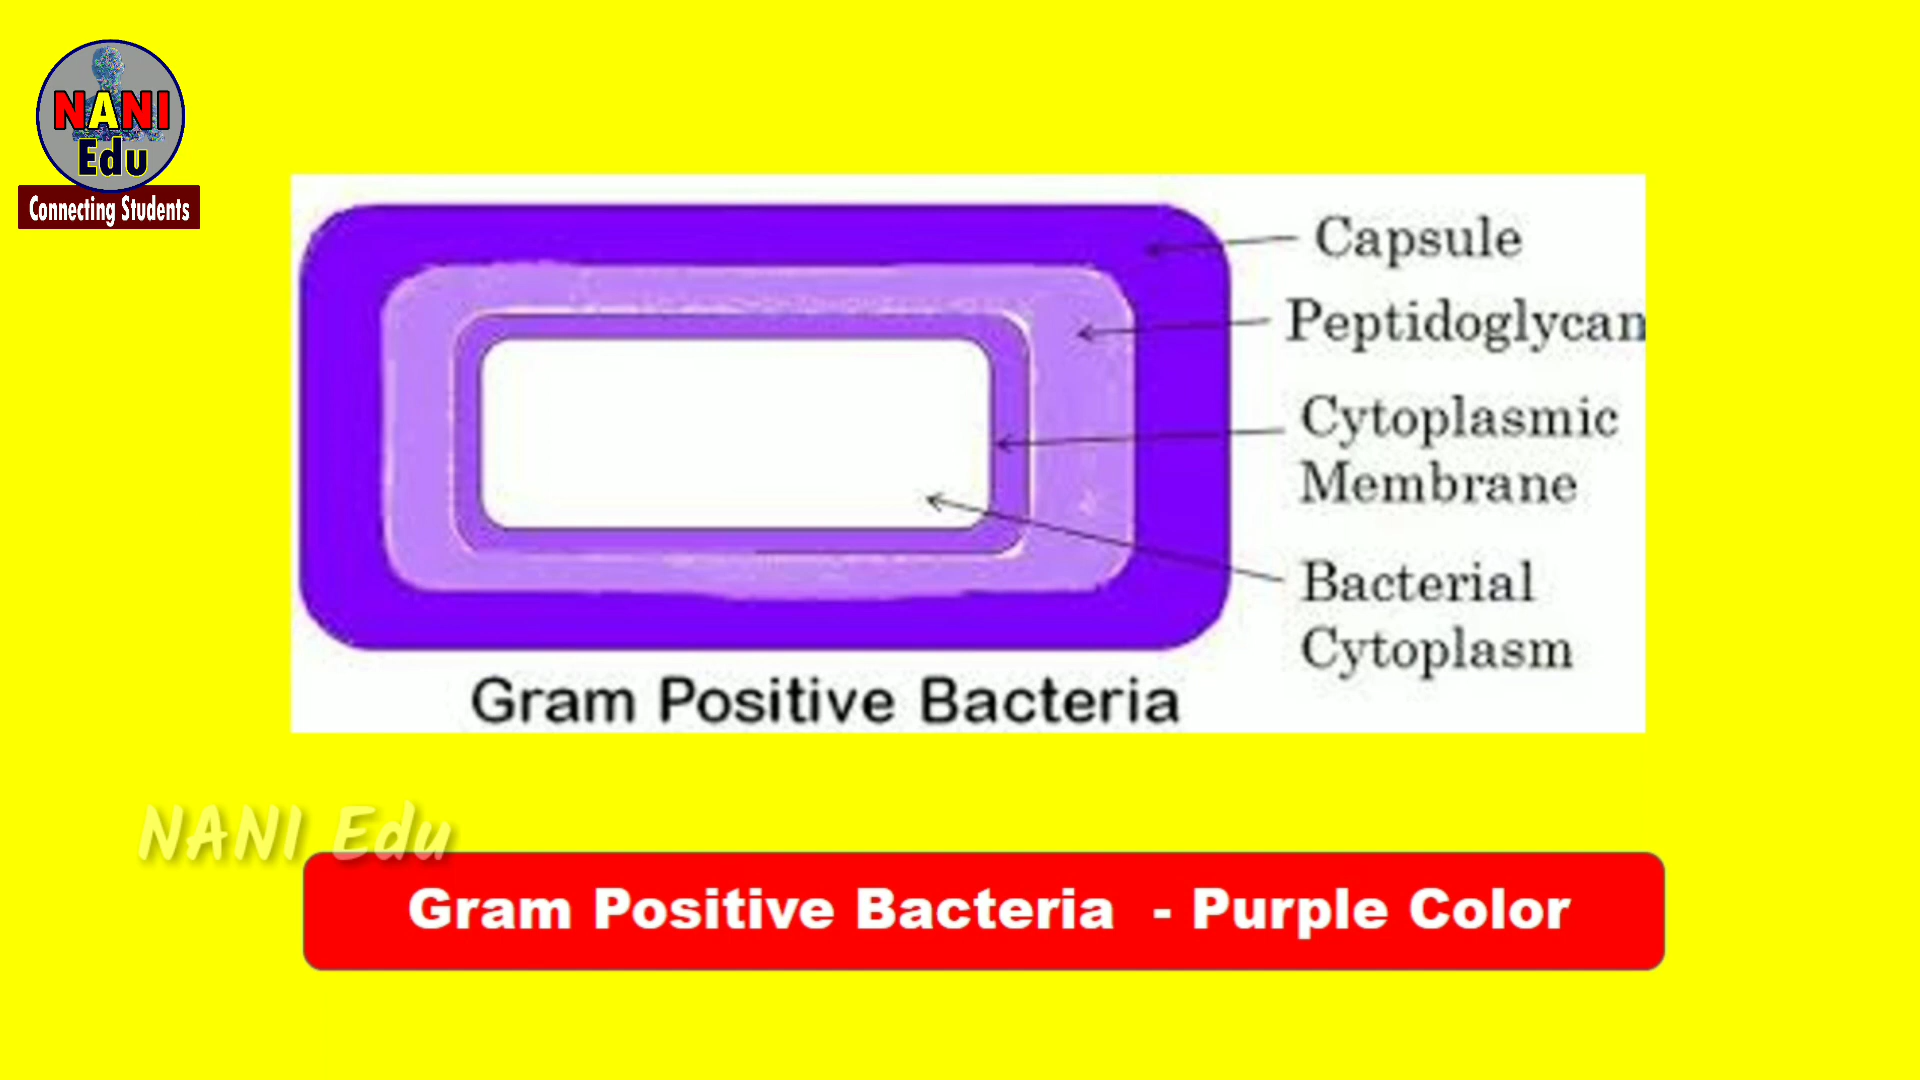 NANI
Edu
Connecting Students
Capsule
Peptidoglycan
Cytoplasmic
Membrane
Bacterial
Cytoplasm
Gram Positive Bacteria
NANI Edu
Gram Positive Bacteria - Purple Color